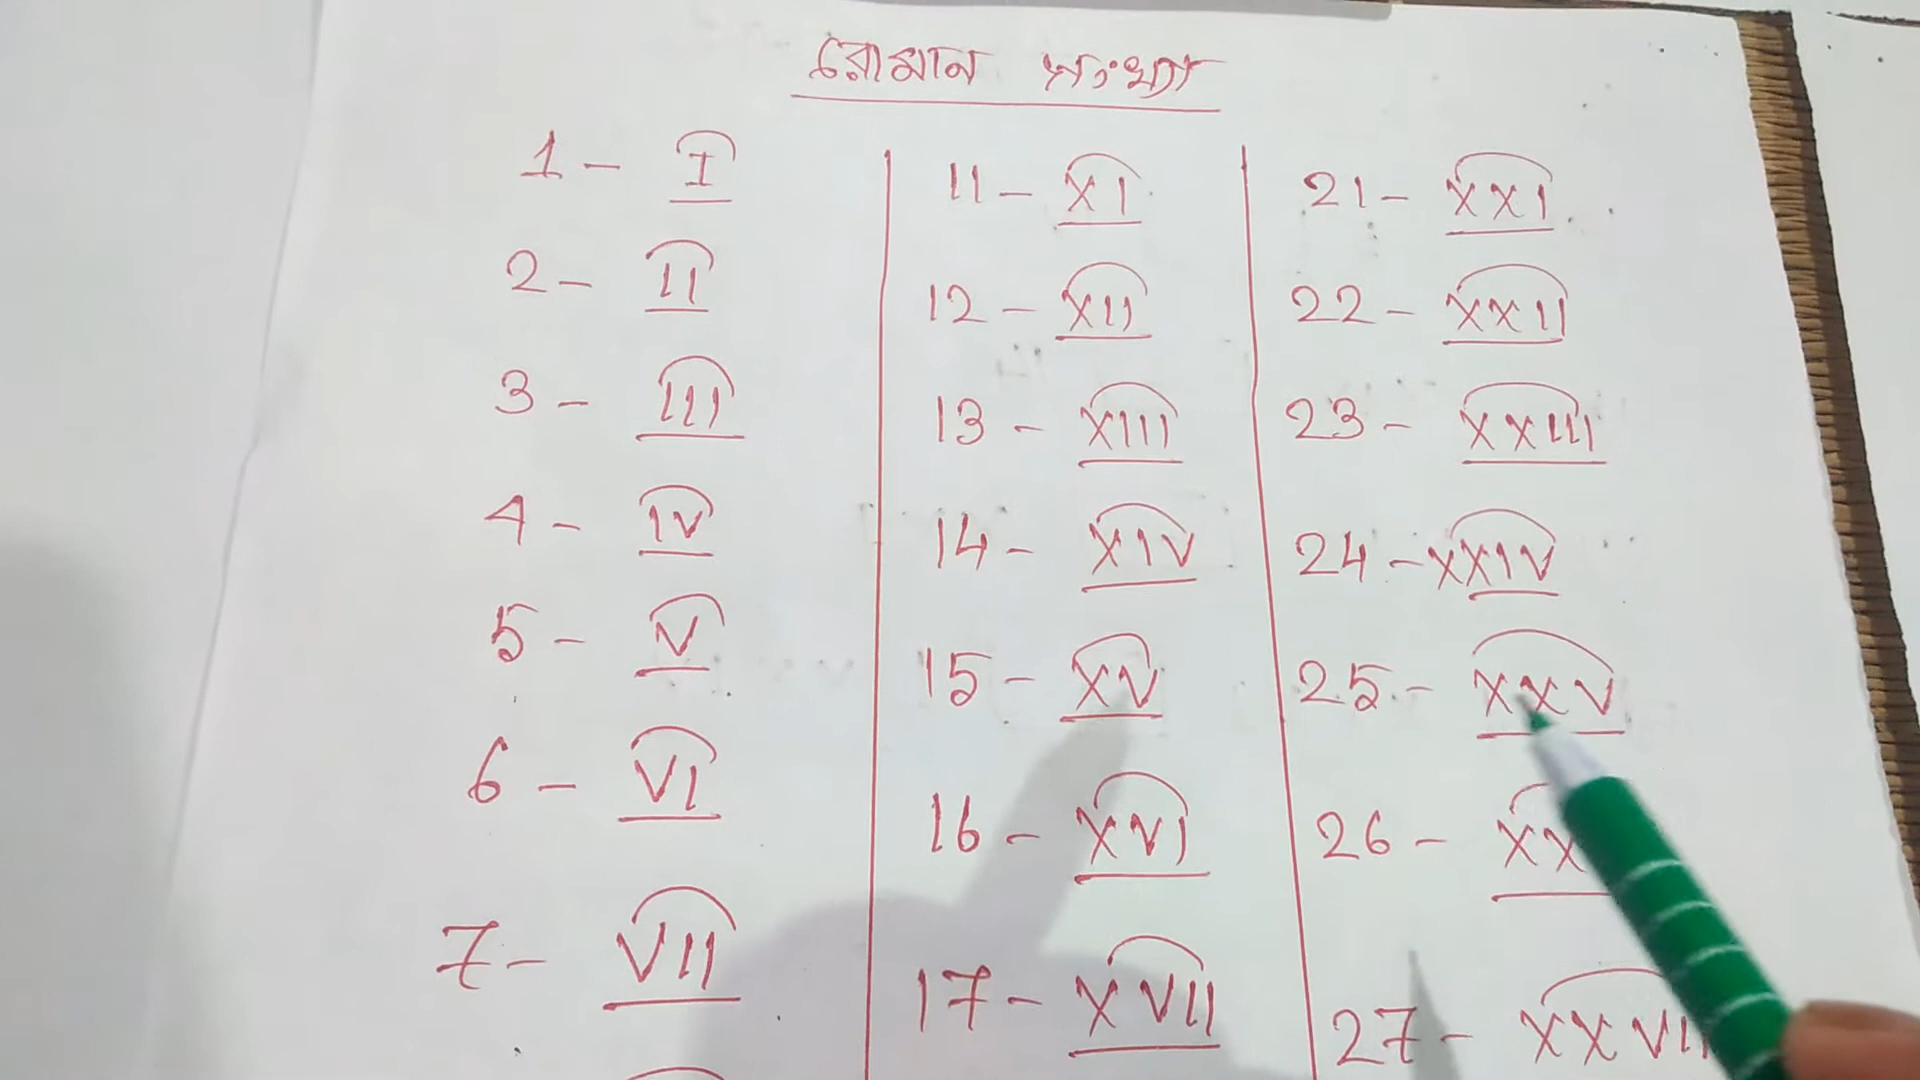 রোমান সংখ্যা
1 - I
2 - II
3 - III
4 - IV
5 - V
6 - VI
7 - VII
11 - XI
12 - XII
13 - XIII
14 - XIV
15 - XV
16 - XVI
17 - XVII
21 - XXI
22 - XXII
23 - XXIII
24 - XXIV
25 - XXV
26 - XX
27 - XXVII